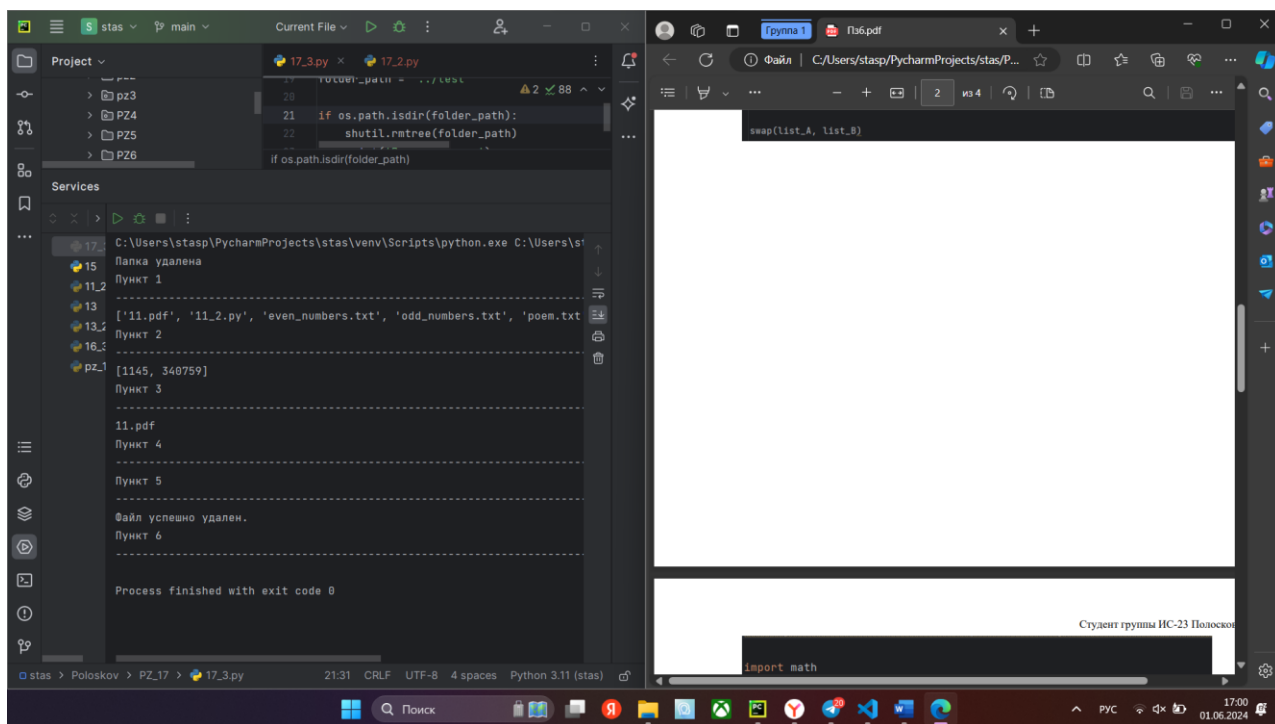 S stas main Current File
Project
17_3.py
17_2.py
pz3
PZ4
PZ5
PZ6
20
2 88
21 if os.path.isdir(folder_path):
22 shutil.rmtree(folder_path)
if os.path.isdir(folder_path)
Services
15
11_2
13
13_2
16_3
pz_1
C:\Users\stasp\PycharmProjects\stas\venv\Scripts\python.exe C:\Users\st
Папка удалена
Пункт 1
--------------------------------------------------------------
['11.pdf', '11_2.py', 'even_numbers.txt', 'odd_numbers.txt', 'poem.txt
Пункт 2
--------------------------------------------------------------
[1145, 340759]
Пункт 3
--------------------------------------------------------------
11.pdf
Пункт 4
--------------------------------------------------------------
Пункт 5
--------------------------------------------------------------
Файл успешно удален.
Пункт 6
--------------------------------------------------------------
Process finished with exit code 0
stas > Poloskov > PZ_17 > 17_3.py 21:31 CRLF UTF-8 4 spaces Python 3.11 (stas)
Группа 1
Пз6.pdf
Файл C:/Users/stasp/PycharmProjects/stas/P...
2 из 4
swap(list_A, list_B)
Студент группы ИС-23 Полосков
import math
Поиск
20
РУС
17:00
01.06.2024